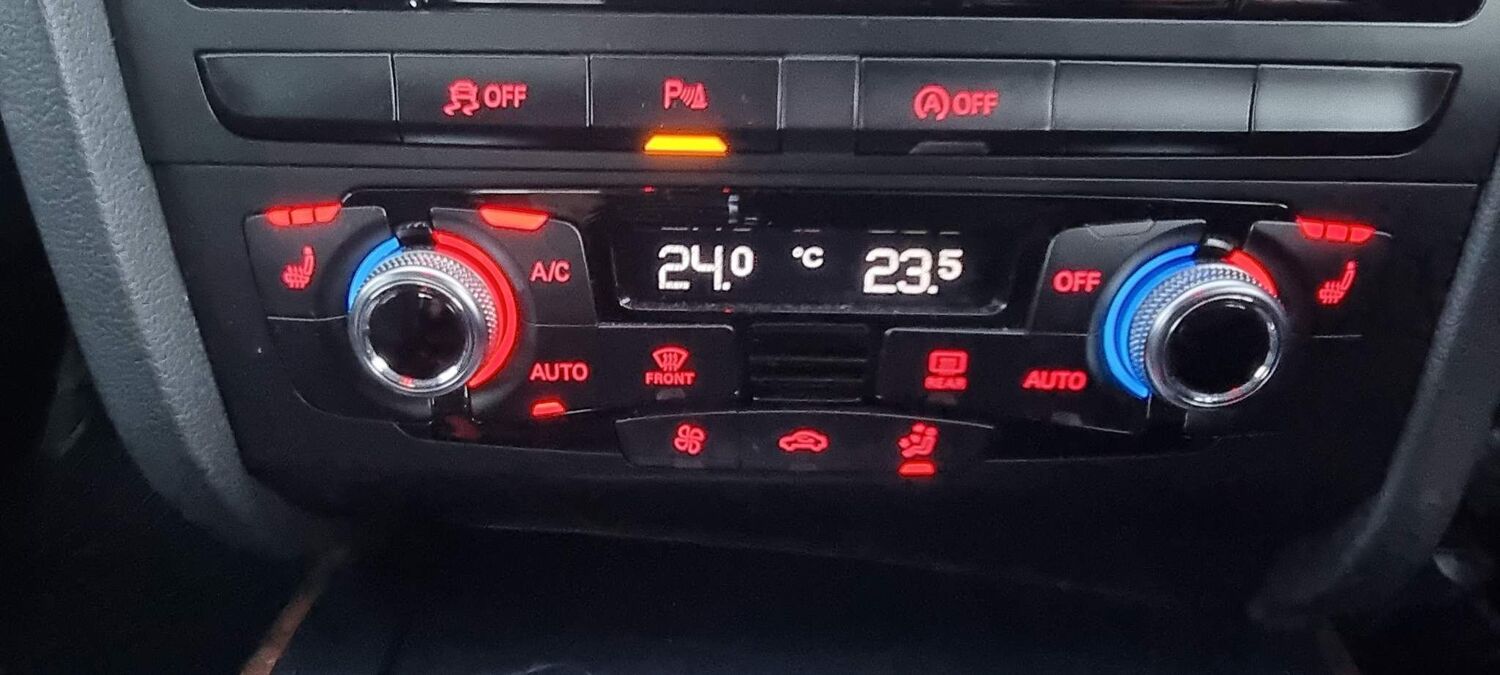 OFF P A OFF
24.0 °C 23.5
A/C OFF
AUTO FRONT REAR AUTO